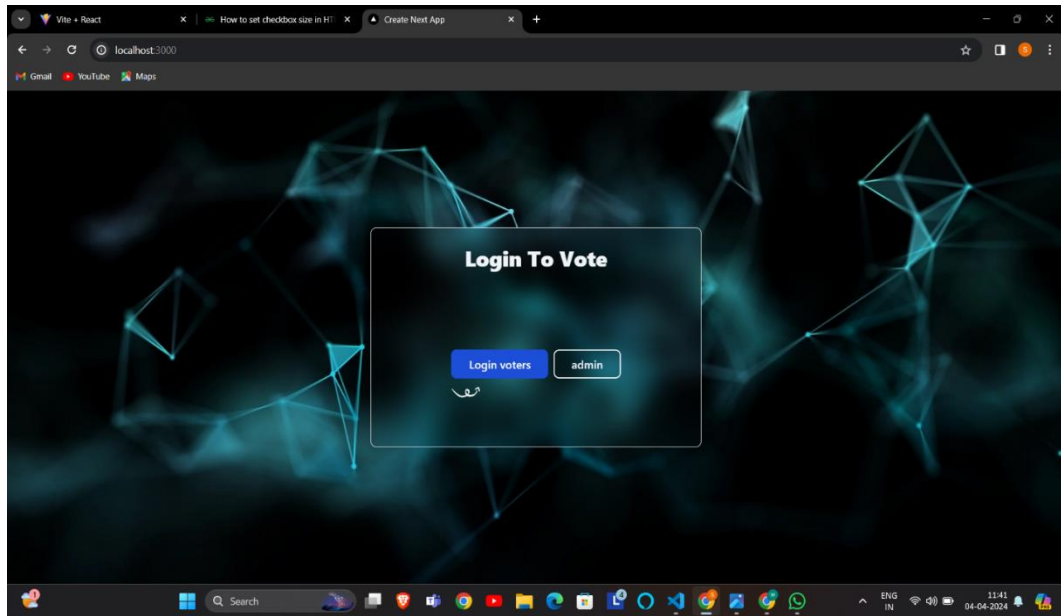 Vite + React
How to set checkbox size in HT
Create Next App
localhost:3000
Gmail YouTube Maps
S
Login To Vote
Login voters admin
Search
ENG
IN
11:41
04-04-2024